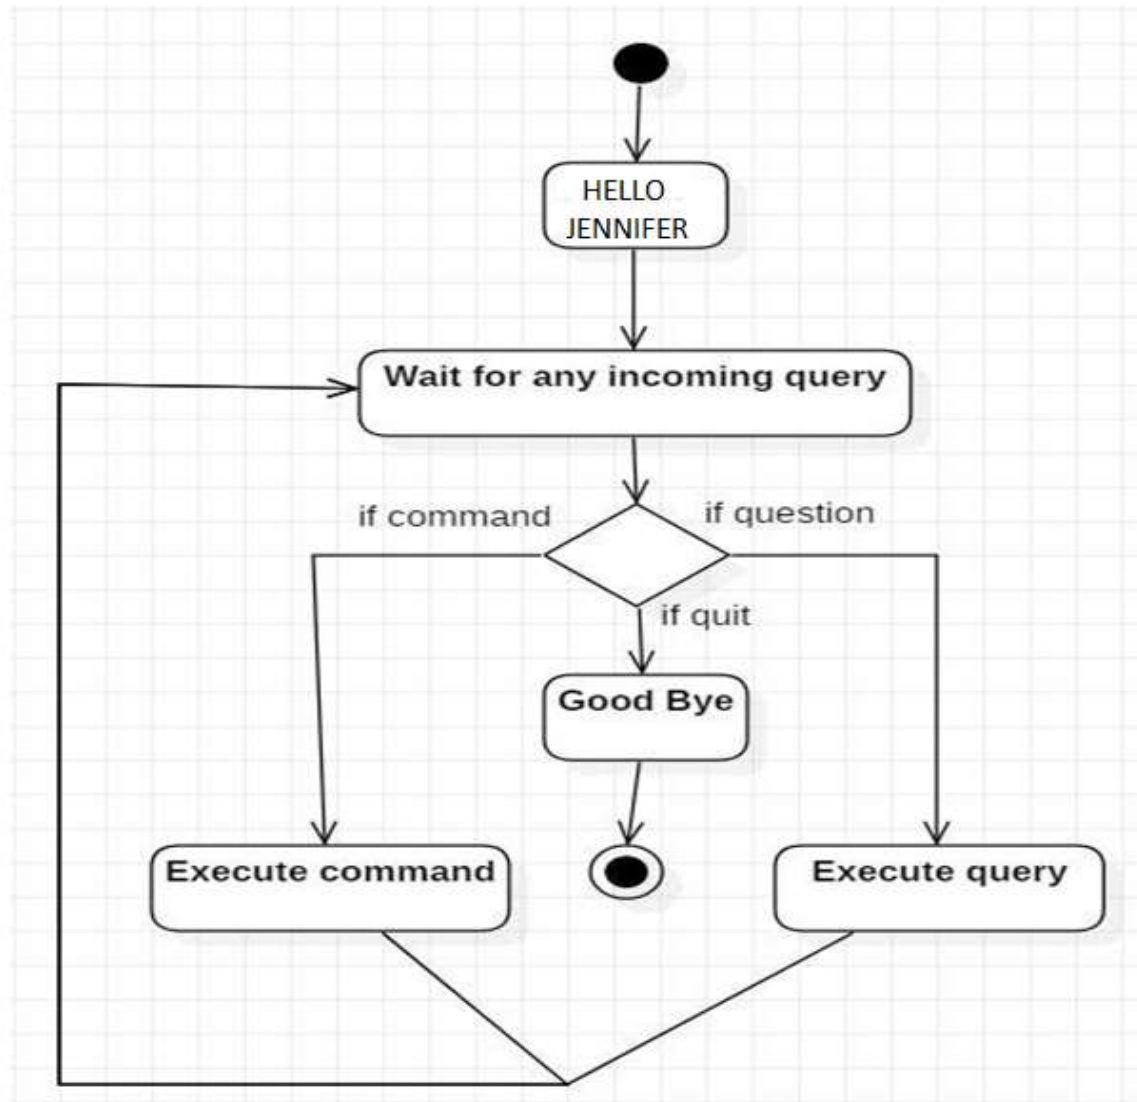 HELLO
JENNIFER
Wait for any incoming query
if command
if question
if quit
Good Bye
Execute command
Execute query